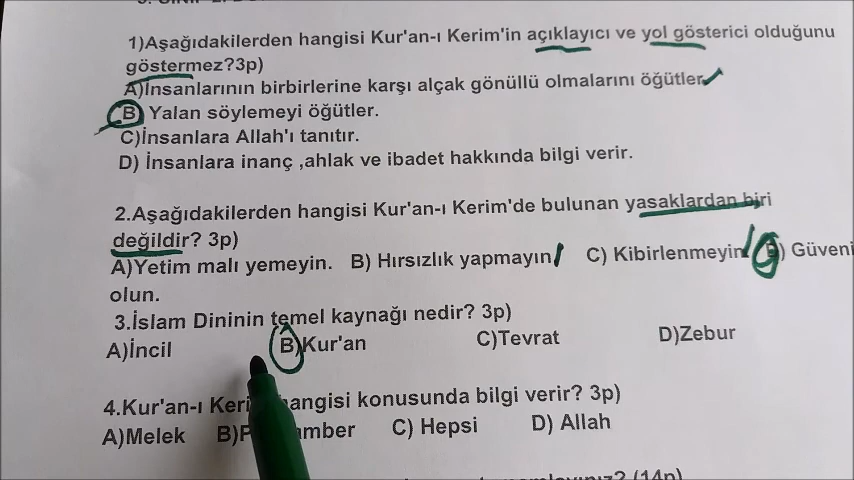 1)Aşağıdakilerden hangisi Kur'an-ı Kerim'in açıklayıcı ve yol gösterici olduğunu
göstermez?3p)
A)İnsanlarının birbirlerine karşı alçak gönüllü olmalarını öğütler
B) Yalan söylemeyi öğütler.
C)İnsanlara Allah'ı tanıtır.
D) İnsanlara inanç ,ahlak ve ibadet hakkında bilgi verir.
2.Aşağıdakilerden hangisi Kur'an-ı Kerim'de bulunan yasaklardan biri
değildir? 3p)
A)Yetim malı yemeyin. B) Hırsızlık yapmayın C) Kibirlenmeyin D) Güveni
olun.
3.İslam Dininin temel kaynağı nedir? 3p)
A)İncil B)Kur'an C)Tevrat D)Zebur
4.Kur'an-ı hangisi konusunda bilgi verir? 3p)
A)Melek B) C) Hepsi D) Allah
(14p)